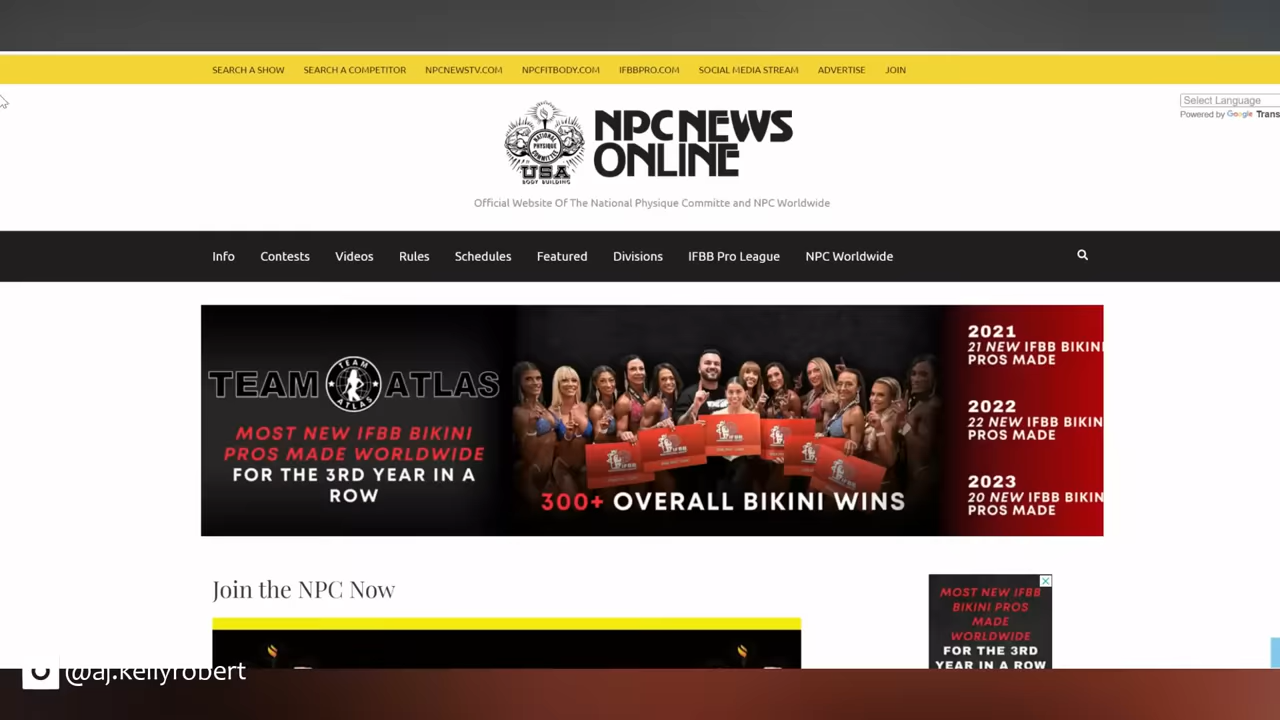 SEARCH A SHOW SEARCH A COMPETITOR NPCNEWSTV.COM NPCFITBODY.COM IFBBPRO.COM SOCIAL MEDIA STREAM ADVERTISE JOIN
Select Language
Powered by Google Trans
NATIONAL
PHYSIQUE
COMMITTEE
USA
BODY BUILDING
NPC NEWS
ONLINE
Official Website Of The National Physique Committe and NPC Worldwide
Info Contests Videos Rules Schedules Featured Divisions IFBB Pro League NPC Worldwide
TEAM ATLAS
TEAM
ATLAS
MOST NEW IFBB BIKINI
PROS MADE WORLDWIDE
FOR THE 3RD YEAR IN A
ROW
IFBB
IFBB
IFBB
300+ OVERALL BIKINI WINS
2021
21 NEW IFBB BIKINI
PROS MADE
2022
22 NEW IFBB BIKIN
PROS MADE
2023
20 NEW IFBB BIKIN
PROS MADE
Join the NPC Now
MOST NEW IFBB
BIKINI PROS
MADE
WORLDWIDE
FOR THE 3RD
YEAR IN A ROW
@aj.kellyrobert